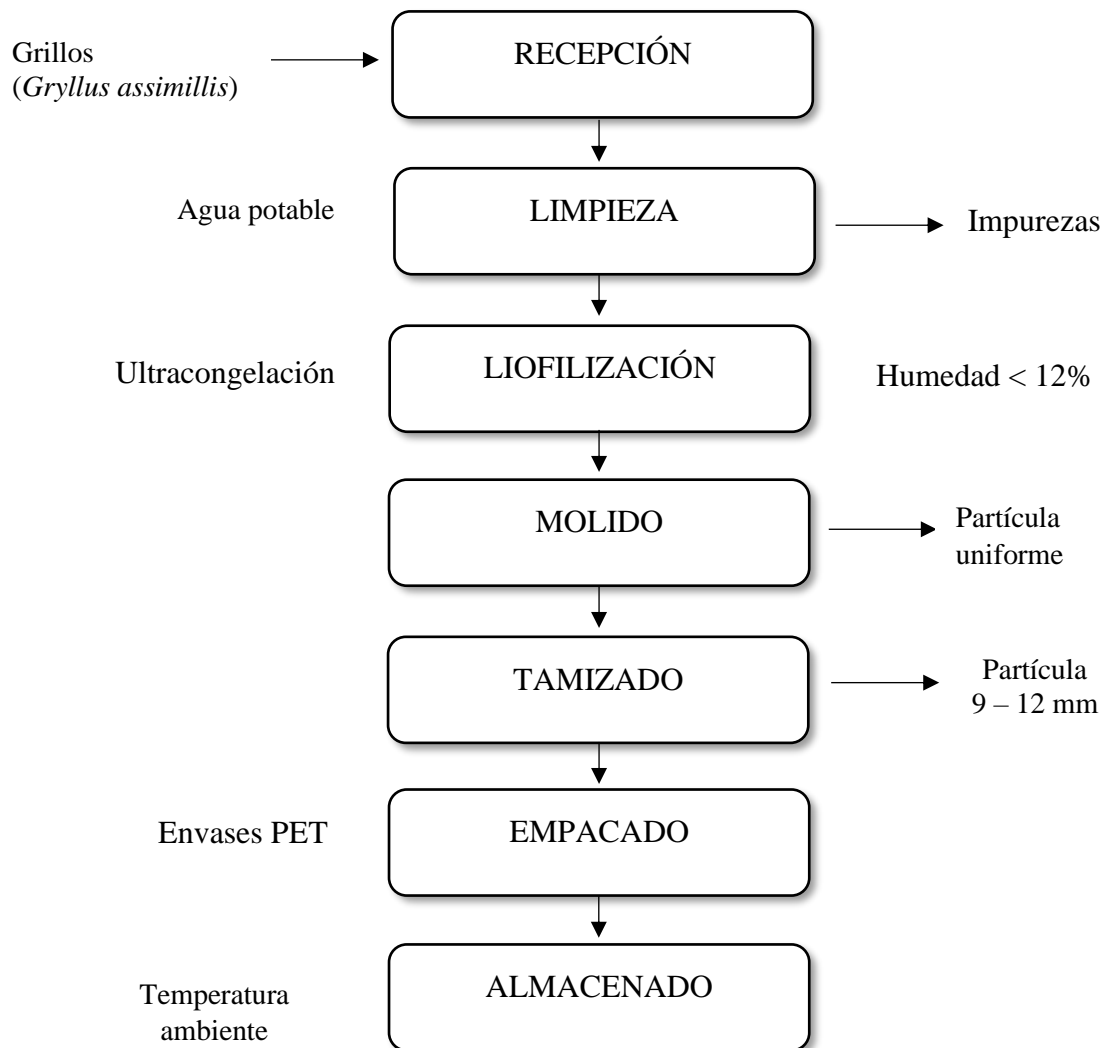 Grillos
(Gryllus assimillis)
RECEPCIÓN
Agua potable
LIMPIEZA
Impurezas
Ultracongelación
LIOFILIZACIÓN
Humedad < 12%
MOLIDO
Partícula
uniforme
TAMIZADO
Partícula
9 – 12 mm
Envases PET
EMPACADO
Temperatura
ambiente
ALMACENADO